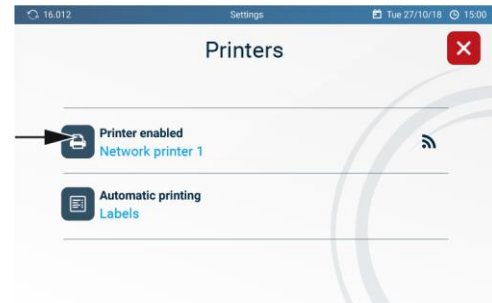 16.012 Settings Tue 27/10/18 15:00
Printers
Printer enabled
Network printer 1
Automatic printing
Labels